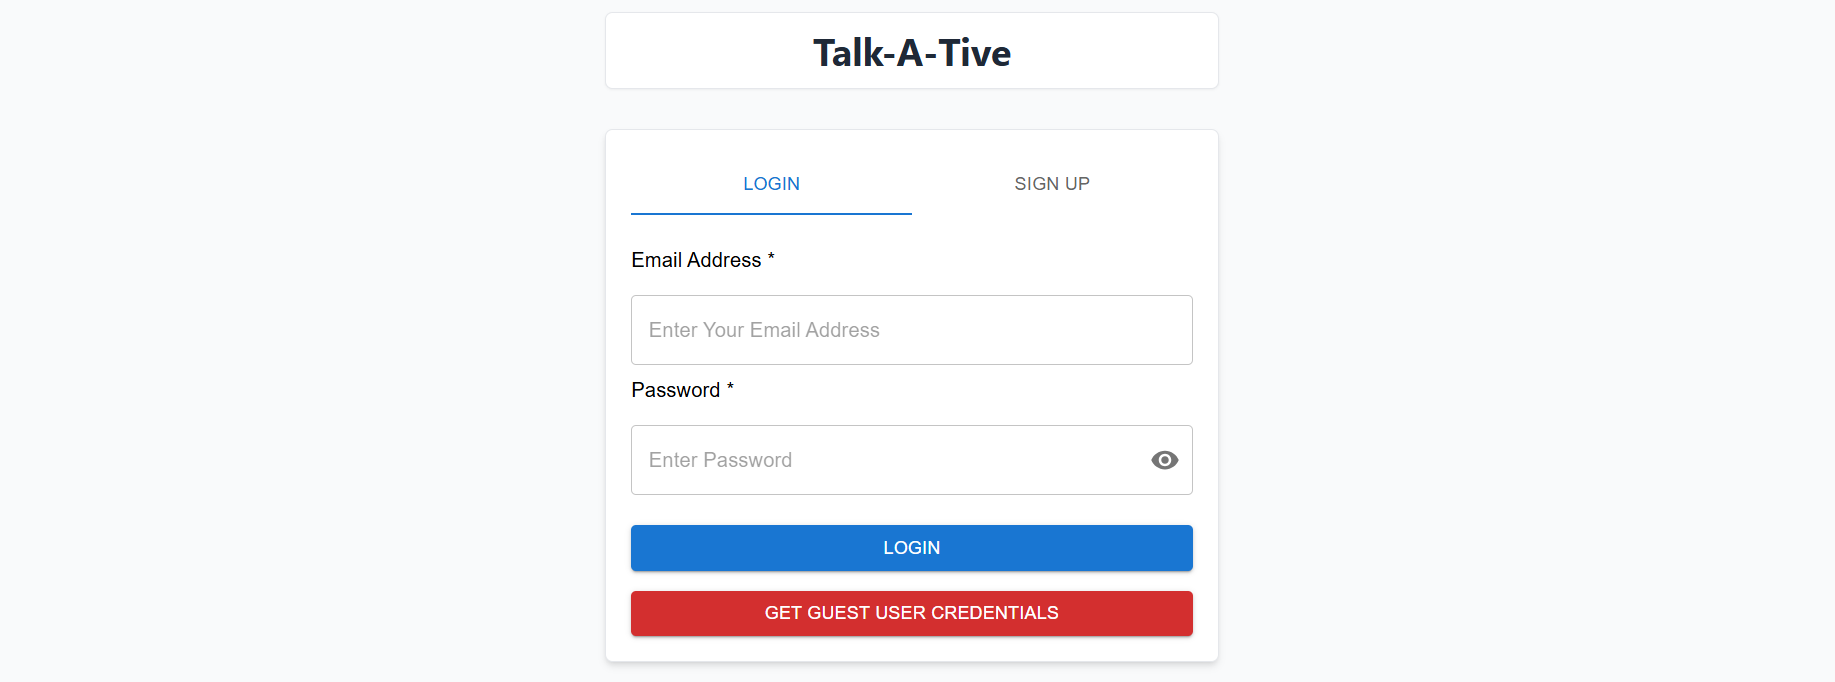 Talk-A-Tive
LOGIN
SIGN UP
Email Address *
Enter Your Email Address
Password *
Enter Password
LOGIN
GET GUEST USER CREDENTIALS